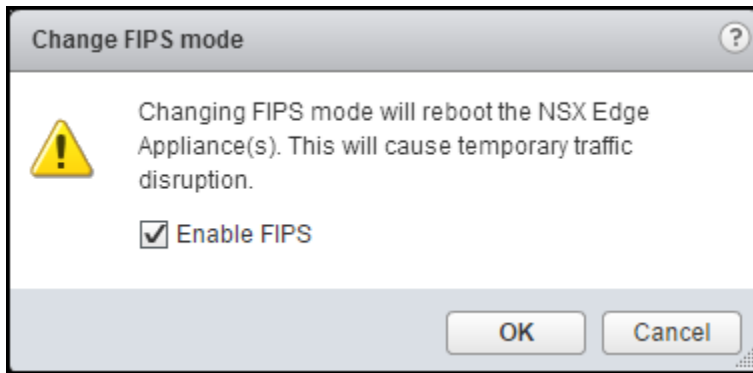 Change FIPS mode
?
Changing FIPS mode will reboot the NSX Edge
Appliance(s). This will cause temporary traffic
disruption.
Enable FIPS
OK Cancel